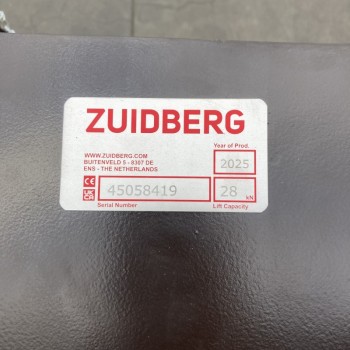 ZUIDBERG
WWW.ZUIDBERG.COM
BUITENVELD 5 - 8307 DE
ENS - THE NETHERLANDS
Year of Prod.
2025
CE
UKCA
45058419
28
kN
Serial Number
Lift Capacity